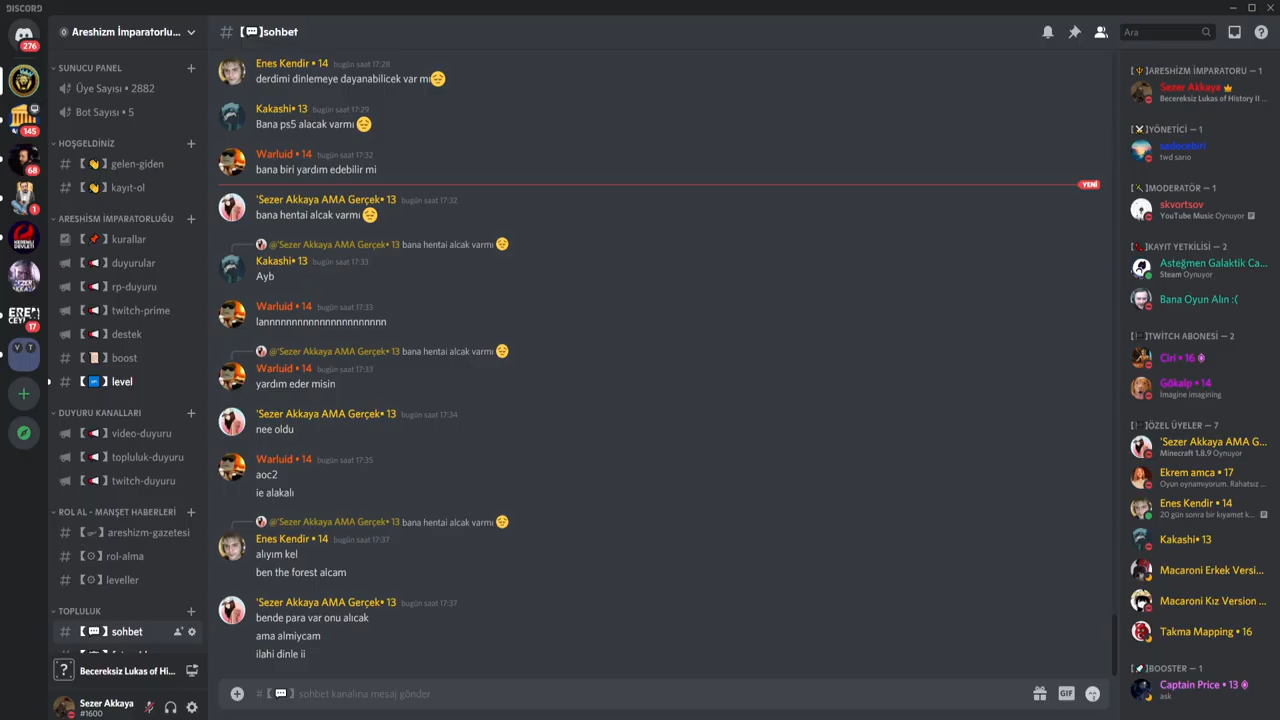 DISCORD
276
145
68
1
17
V T
Areshizm İmparatorlu...
SUNUCU PANEL
Üye Sayısı • 2882
Bot Sayısı • 5
HOŞGELDİNİZ
gelen-giden
kayıt-ol
ARESHİSM İMPARATORLUĞU
kurallar
duyurular
rp-duyuru
twitch-prime
destek
boost
level
DUYURU KANALLARI
video-duyuru
topluluk-duyuru
twitch-duyuru
ROL AL - MANŞET HABERLERİ
areshizm-gazetesi
rol-alma
leveller
TOPLULUK
sohbet
Becereksiz Lukas of Hi...
Sezer Akkaya
#1600
# 【💬】sohbet
Ara
Enes Kendir • 14 bugün saat 17:28
derdimi dinlemeye dayanabilicek var mı😔
Kakashi• 13 bugün saat 17:29
Bana ps5 alacak varmı 😔
Warluid • 14 bugün saat 17:32
bana biri yardım edebilir mi
YENİ
'Sezer Akkaya AMA Gerçek• 13 bugün saat 17:32
bana hentai alcak varmı 😔
@'Sezer Akkaya AMA Gerçek• 13 bana hentai alcak varmı 😔
Kakashi• 13 bugün saat 17:33
Ayb
Warluid • 14 bugün saat 17:33
lannnnnnnnnnnnnnnnnnnnn
@'Sezer Akkaya AMA Gerçek• 13 bana hentai alcak varmı 😔
Warluid • 14 bugün saat 17:33
yardım eder misin
'Sezer Akkaya AMA Gerçek• 13 bugün saat 17:34
nee oldu
Warluid • 14 bugün saat 17:35
aoc2
ie alakalı
@'Sezer Akkaya AMA Gerçek• 13 bana hentai alcak varmı 😔
Enes Kendir • 14 bugün saat 17:37
alıyım kel
ben the forest alcam
'Sezer Akkaya AMA Gerçek• 13 bugün saat 17:37
bende para var onu alıcak
ama almiycam
ilahi dinle ii
# 【💬】 sohbet kanalına mesaj gönder
GIF
ARESHİZM İMPARATORU — 1
Sezer Akkaya
Becereksiz Lukas of History II ...
YÖNETİCİ — 1
sadecebiri
twd sarıo
MODERATÖR — 1
skvortsov
YouTube Music Oynuyor
KAYIT YETKİLİSİ — 2
Asteğmen Galaktik Ca...
Steam Oynuyor
Bana Oyun Alın :(
TWİTCH ABONESİ — 2
Ciri • 16
Gökalp • 14
Imagine imagining
ÖZEL ÜYELER — 7
'Sezer Akkaya AMA G...
Minecraft 1.8.9 Oynuyor
Ekrem amca • 17
Oyun oynamıyorum. Rahatsız ...
Enes Kendir • 14
20 gün sonra bir kıyamet k...
Kakashi• 13
Macaroni Erkek Versi...
Macaroni Kız Version ...
Takma Mapping • 16
BOOSTER — 1
Captain Price • 13
ask